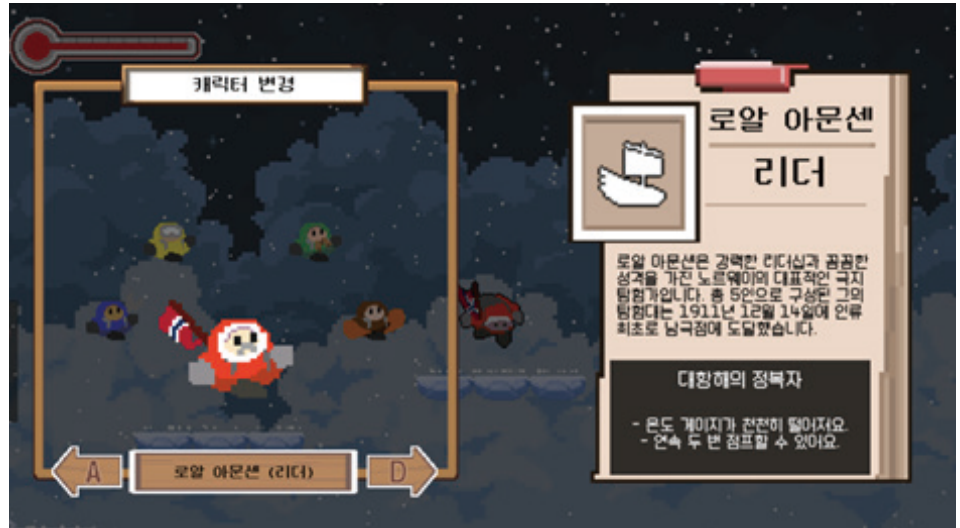 캐릭터 변경
로알 아문센
리더
로알 아문센은 강력한 리더십과 꼼꼼한
성격을 가진 노르웨이의 대표적인 극지
탐험가입니다. 총 5인으로 구성된 그의
탐험대는 1911년 12월 14일에 인류
최초로 남극점에 도달했습니다.
대항해의 정복자
- 온도 게이지가 천천히 떨어져요.
- 연속 두 번 점프할 수 있어요.
A
로알 아문센 (리더)
D